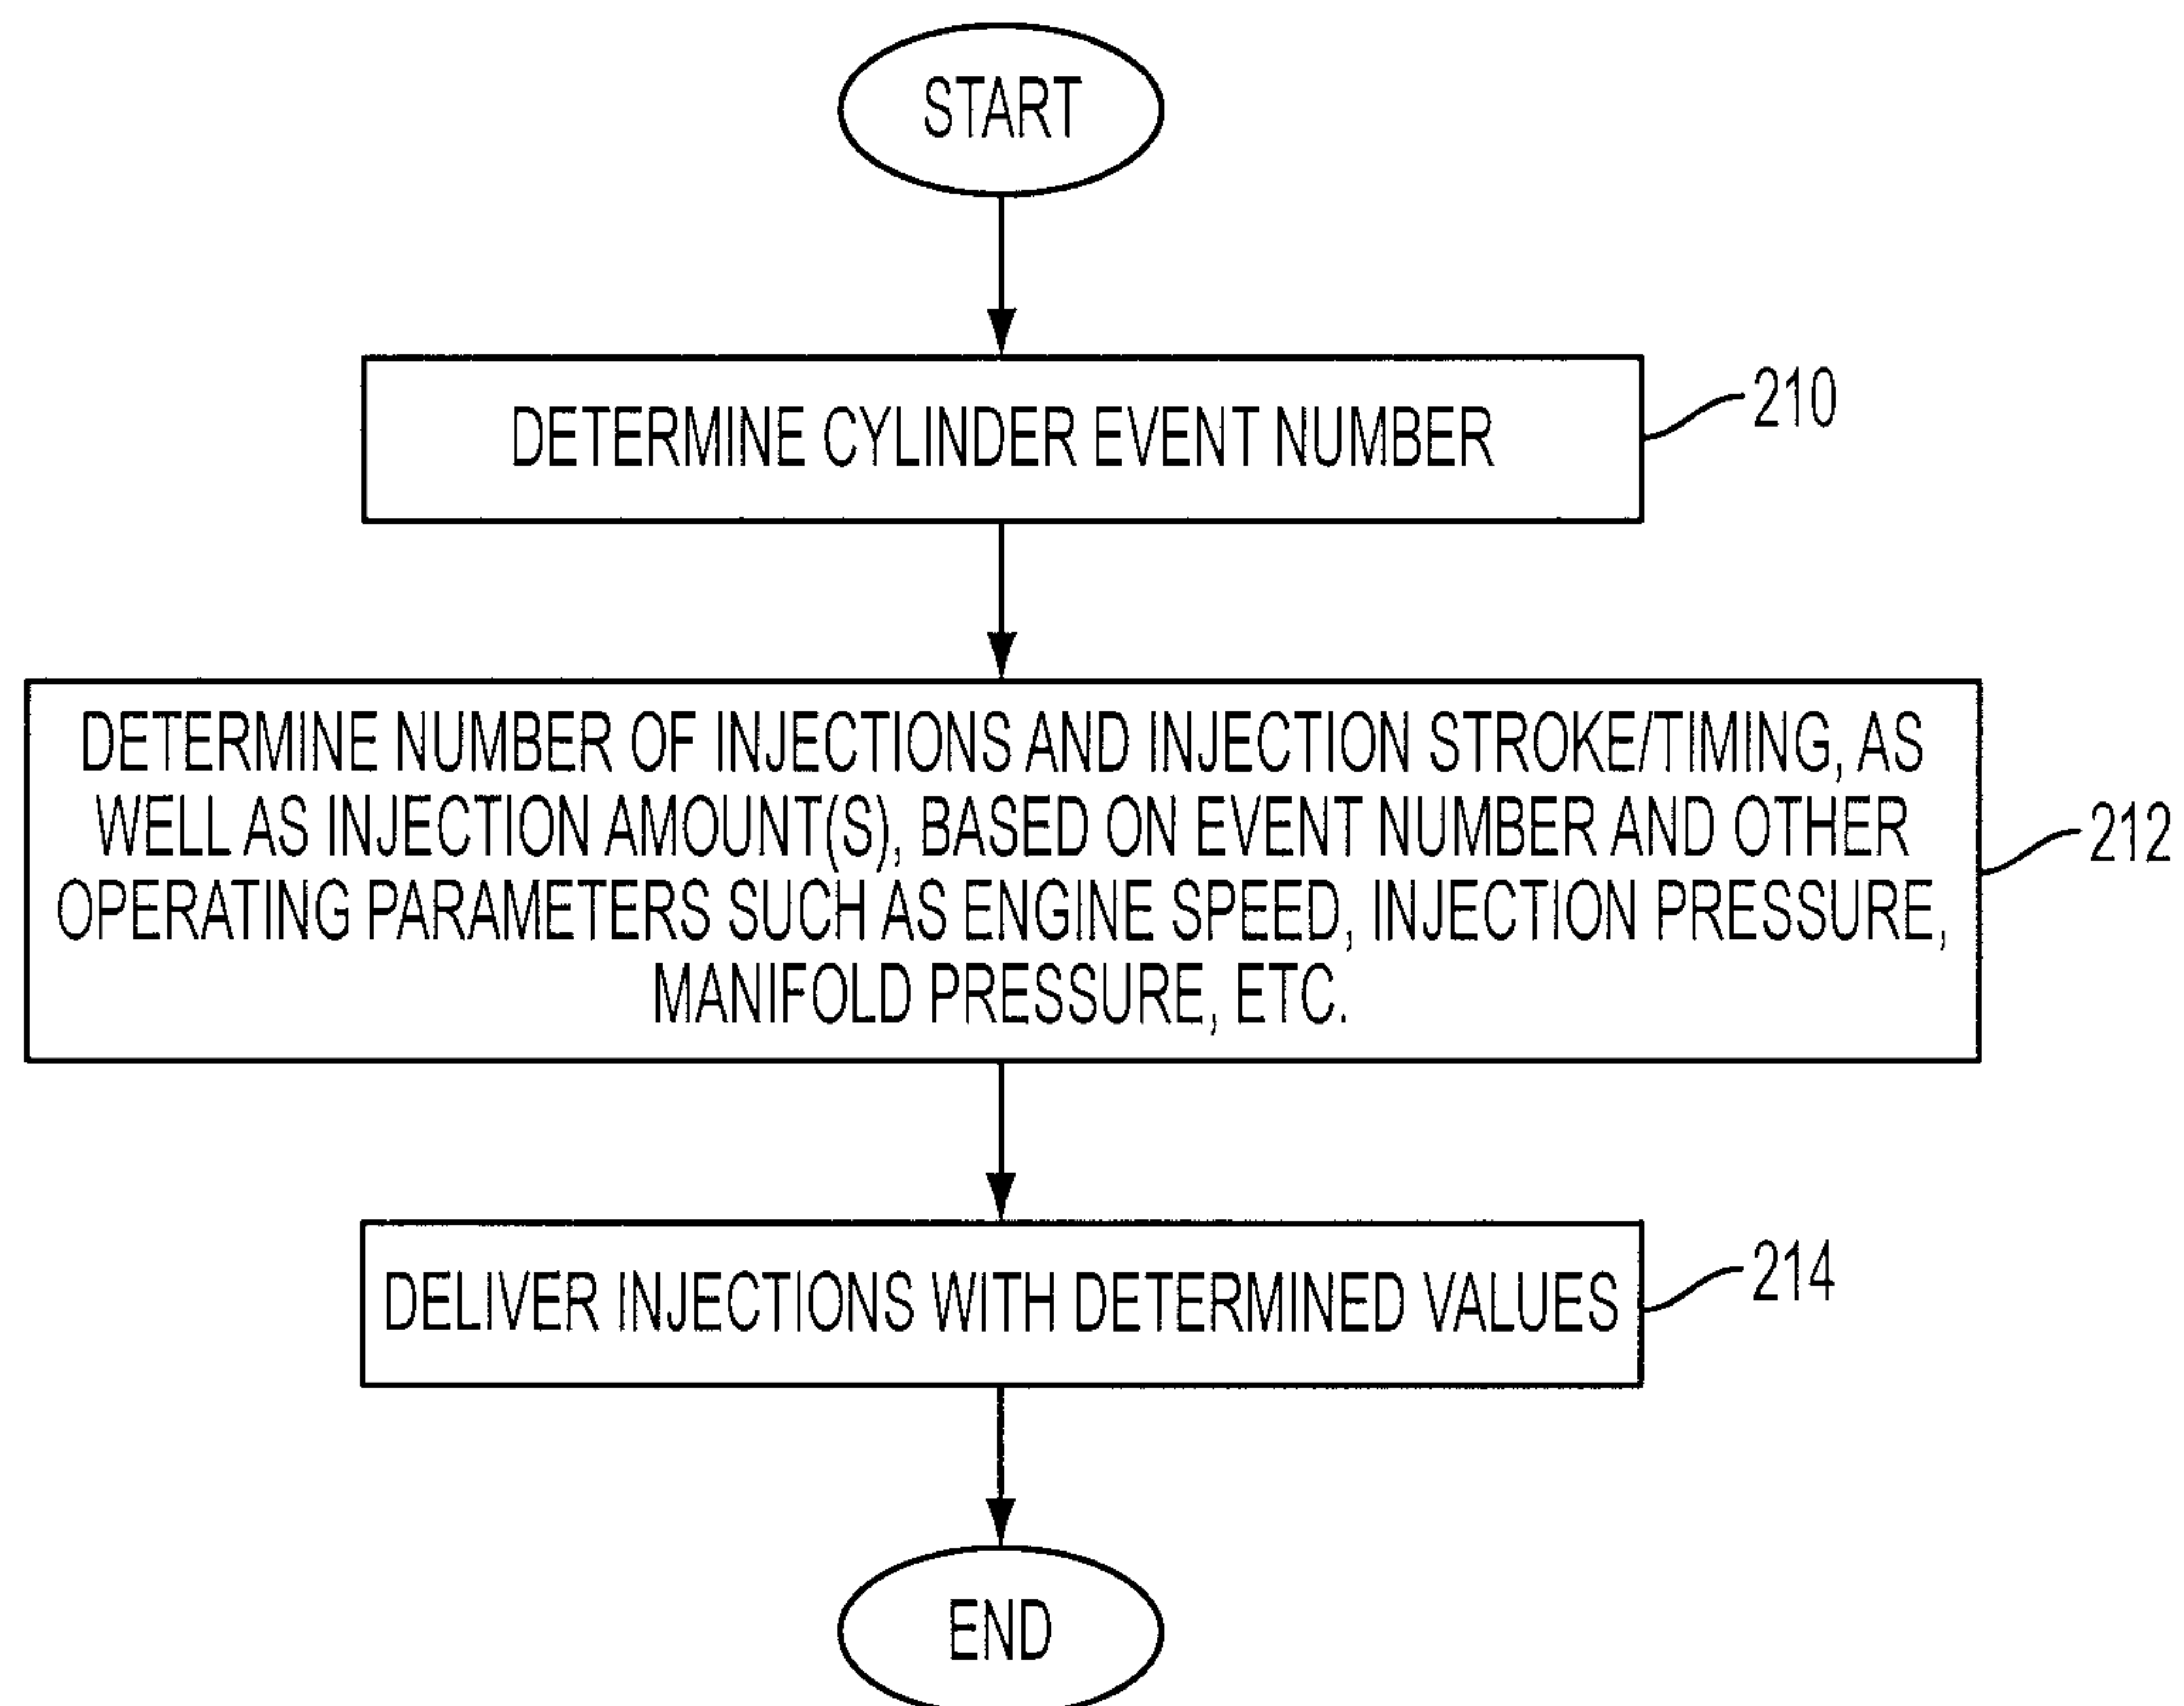 START
DETERMINE CYLINDER EVENT NUMBER
210
DETERMINE NUMBER OF INJECTIONS AND INJECTION STROKE/TIMING, AS
WELL AS INJECTION AMOUNT(S), BASED ON EVENT NUMBER AND OTHER
OPERATING PARAMETERS SUCH AS ENGINE SPEED, INJECTION PRESSURE,
MANIFOLD PRESSURE, ETC.
212
DELIVER INJECTIONS WITH DETERMINED VALUES
214
END